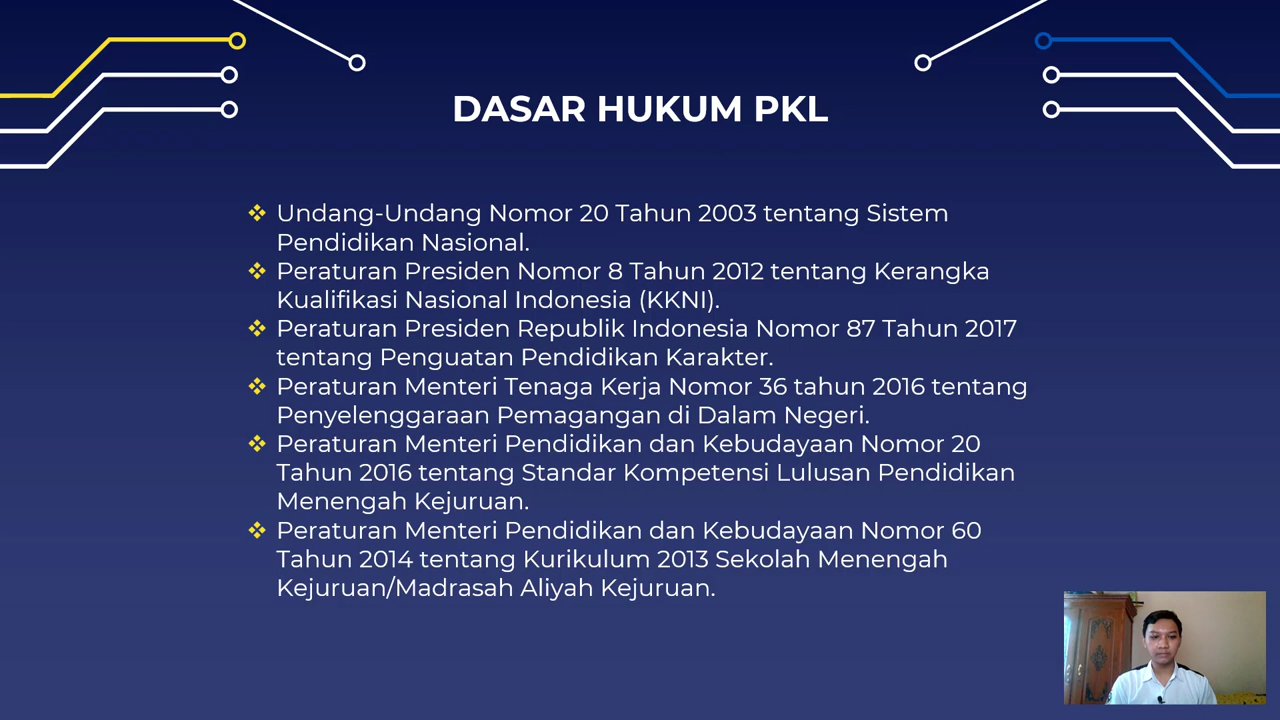 DASAR HUKUM PKL
❖ Undang-Undang Nomor 20 Tahun 2003 tentang Sistem
Pendidikan Nasional.
❖ Peraturan Presiden Nomor 8 Tahun 2012 tentang Kerangka
Kualifikasi Nasional Indonesia (KKNI).
❖ Peraturan Presiden Republik Indonesia Nomor 87 Tahun 2017
tentang Penguatan Pendidikan Karakter.
❖ Peraturan Menteri Tenaga Kerja Nomor 36 tahun 2016 tentang
Penyelenggaraan Pemagangan di Dalam Negeri.
❖ Peraturan Menteri Pendidikan dan Kebudayaan Nomor 20
Tahun 2016 tentang Standar Kompetensi Lulusan Pendidikan
Menengah Kejuruan.
❖ Peraturan Menteri Pendidikan dan Kebudayaan Nomor 60
Tahun 2014 tentang Kurikulum 2013 Sekolah Menengah
Kejuruan/Madrasah Aliyah Kejuruan.